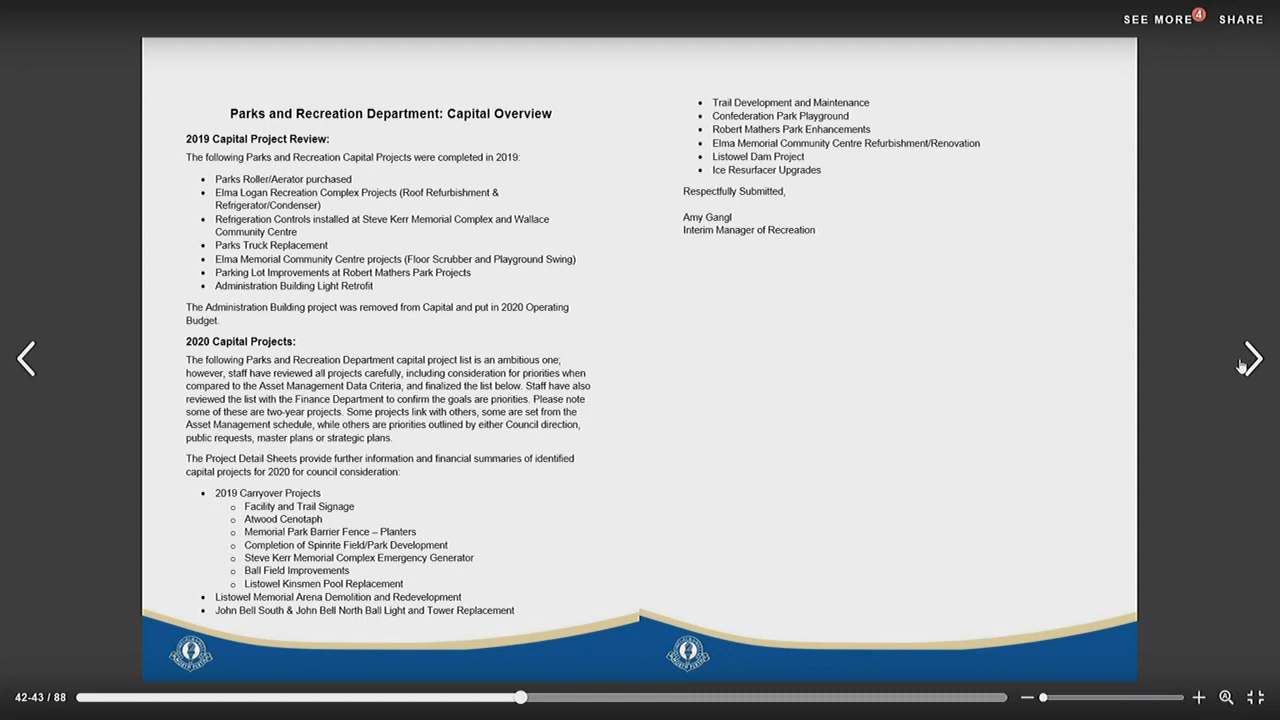 SEE MORE 4 SHARE
Parks and Recreation Department: Capital Overview
2019 Capital Project Review:
The following Parks and Recreation Capital Projects were completed in 2019:
• Parks Roller/Aerator purchased
• Elma Logan Recreation Complex Projects (Roof Refurbishment &
Refrigerator/Condenser)
• Refrigeration Controls installed at Steve Kerr Memorial Complex and Wallace
Community Centre
• Parks Truck Replacement
• Elma Memorial Community Centre projects (Floor Scrubber and Playground Swing)
• Parking Lot Improvements at Robert Mathers Park Projects
• Administration Building Light Retrofit
The Administration Building project was removed from Capital and put in 2020 Operating
Budget.
2020 Capital Projects:
The following Parks and Recreation Department capital project list is an ambitious one;
however, staff have reviewed all projects carefully, including consideration for priorities when
compared to the Asset Management Data Criteria, and finalized the list below. Staff have also
reviewed the list with the Finance Department to confirm the goals are priorities. Please note
some of these are two-year projects. Some projects link with others, some are set from the
Asset Management schedule, while others are priorities outlined by either Council direction,
public requests, master plans or strategic plans.
The Project Detail Sheets provide further information and financial summaries of identified
capital projects for 2020 for council consideration:
• 2019 Carryover Projects
o Facility and Trail Signage
o Atwood Cenotaph
o Memorial Park Barrier Fence – Planters
o Completion of Spinrite Field/Park Development
o Steve Kerr Memorial Complex Emergency Generator
o Ball Field Improvements
o Listowel Kinsmen Pool Replacement
• Listowel Memorial Arena Demolition and Redevelopment
• John Bell South & John Bell North Ball Light and Tower Replacement
• Trail Development and Maintenance
• Confederation Park Playground
• Robert Mathers Park Enhancements
• Elma Memorial Community Centre Refurbishment/Renovation
• Listowel Dam Project
• Ice Resurfacer Upgrades
Respectfully Submitted,
Amy Gangl
Interim Manager of Recreation
42-43 / 88